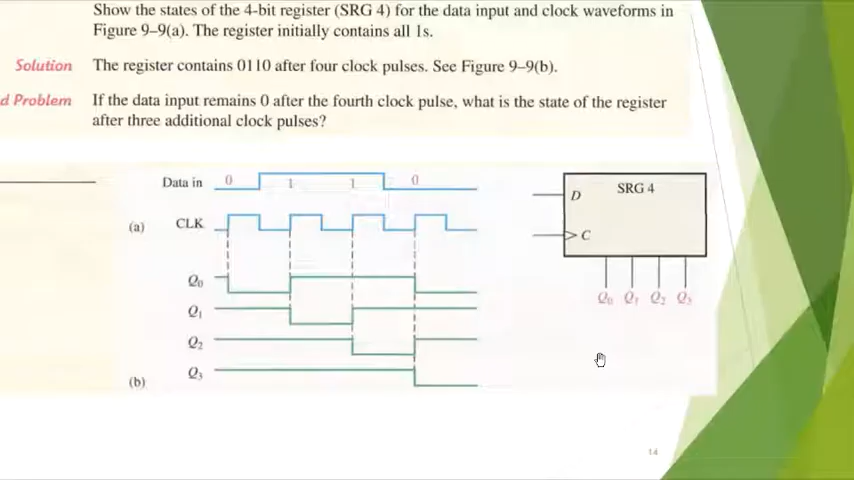 Show the states of the 4-bit register (SRG 4) for the data input and clock waveforms in
Figure 9–9(a). The register initially contains all 1s.
Solution The register contains 0110 after four clock pulses. See Figure 9–9(b).
d Problem If the data input remains 0 after the fourth clock pulse, what is the state of the register
after three additional clock pulses?
Data in 0 1 1 0
(a) CLK
Q0
Q1
Q2
Q3
(b)
SRG 4
D
C
Q0 Q1 Q2 Q3
14